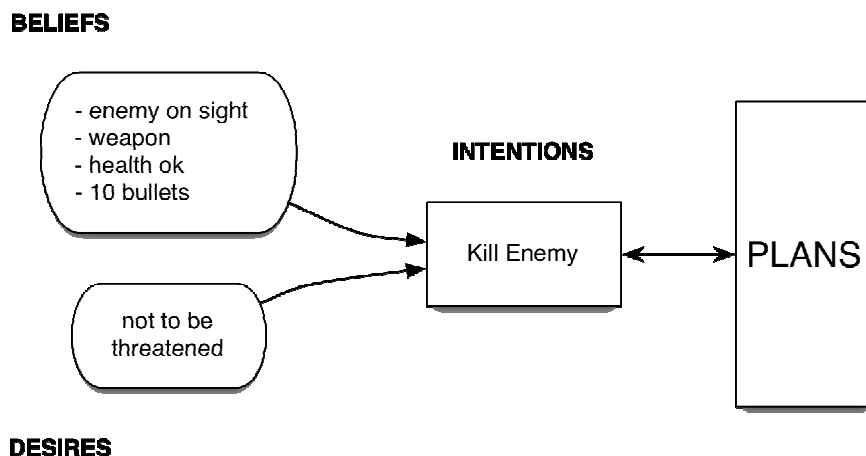 BELIEFS
- enemy on sight
- weapon
- health ok
- 10 bullets
INTENTIONS
Kill Enemy
PLANS
not to be
threatened
DESIRES